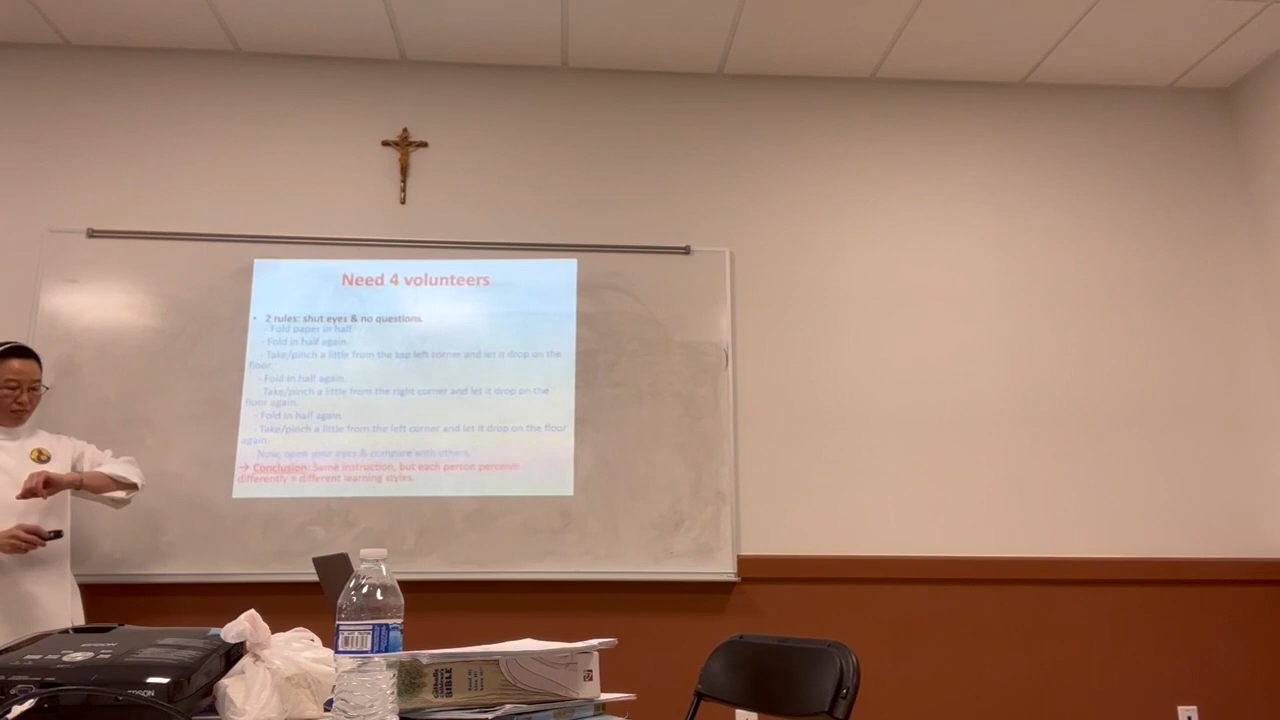 Need 4 volunteers
• 2 rules: shut eyes & no questions.
- Fold paper in half
- Fold in half again.
- Take/pinch a little from the top left corner and let it drop on the
floor.
- Fold in half again.
Take/pinch a little from the right corner and let it drop on the
floor again.
- Fold in half again.
- Take/pinch a little from the left corner and let it drop on the floor
again.
Now, open your eyes & compare with others.
→ Conclusion: Same instruction, but each person perceive
differently = different learning styles.
EPSON
EPSON
Catholic
Children's
BIBLE